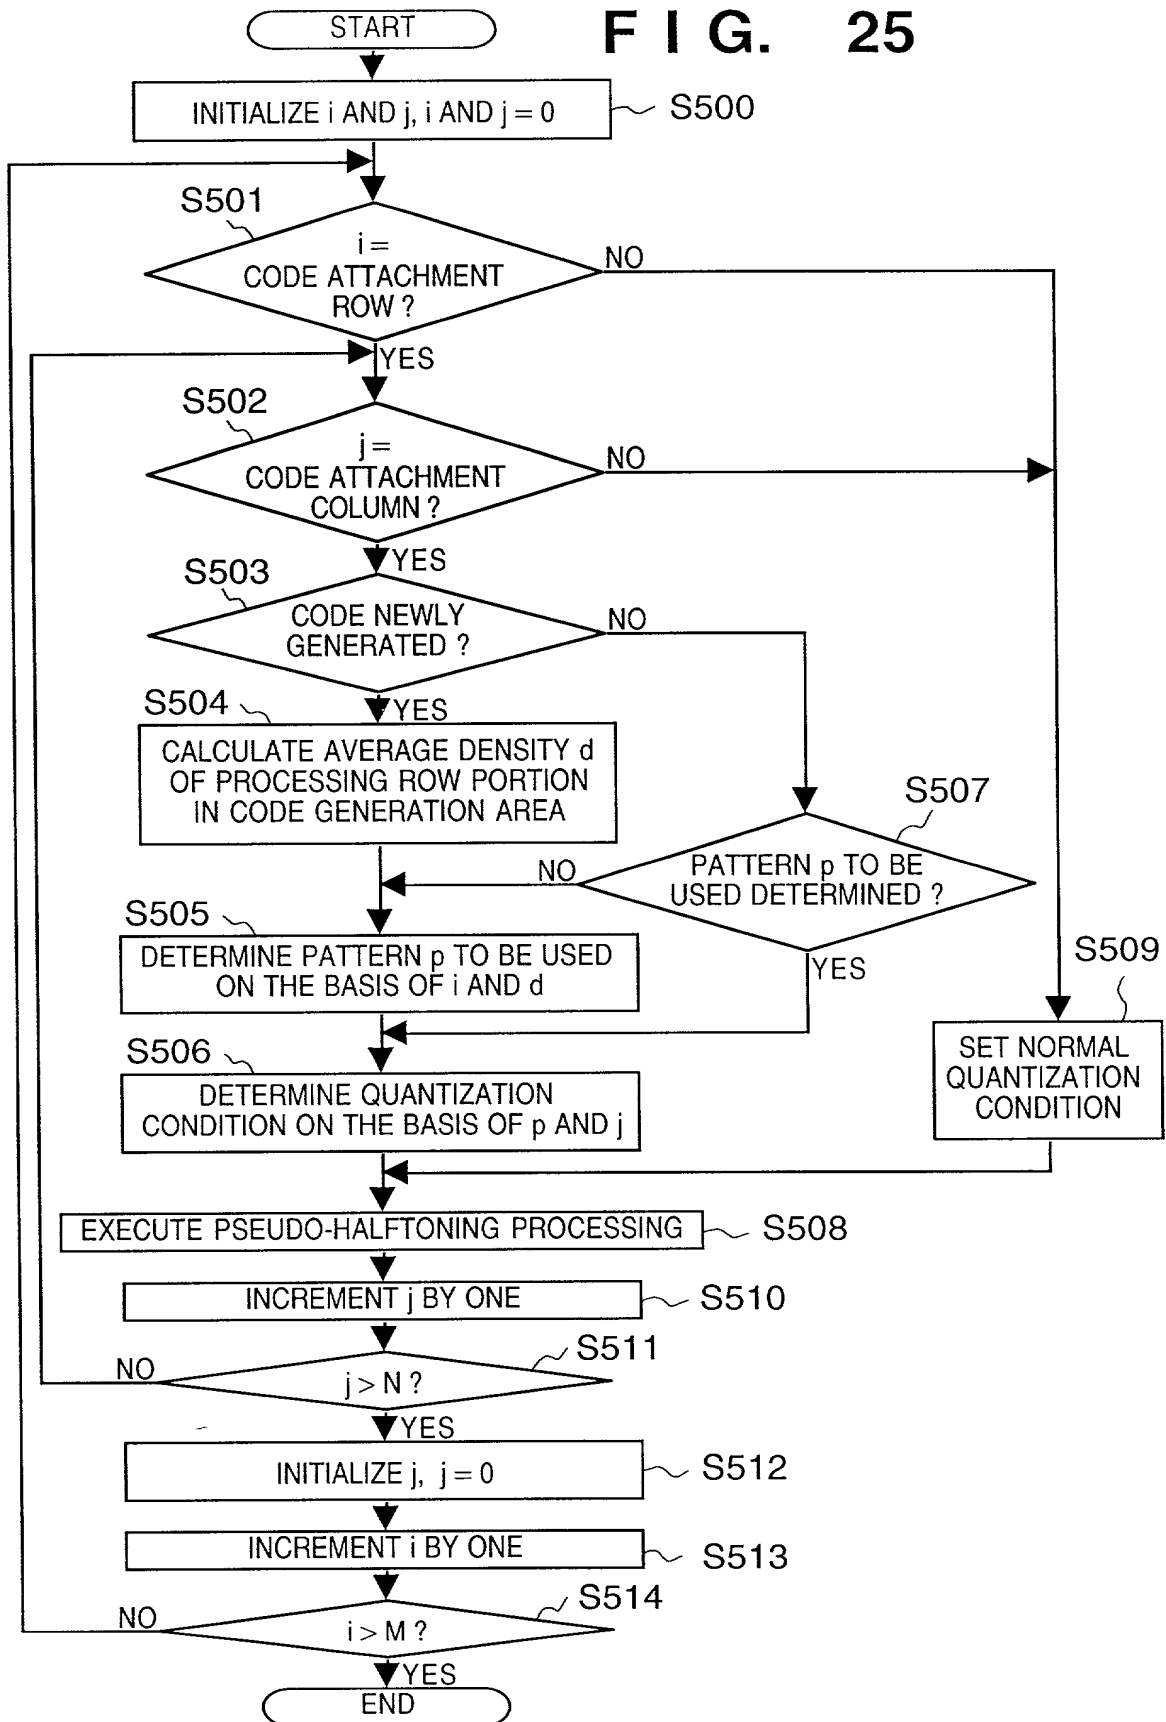 START
FIG. 25
INITIALIZE i AND j, i AND j = 0
S500
S501
i =
CODE ATTACHMENT
ROW ?
NO
YES
S502
j =
CODE ATTACHMENT
COLUMN ?
NO
YES
S503
CODE NEWLY
GENERATED ?
NO
YES
S504
CALCULATE AVERAGE DENSITY d
OF PROCESSING ROW PORTION
IN CODE GENERATION AREA
S507
PATTERN p TO BE
USED DETERMINED ?
NO
YES
S505
DETERMINE PATTERN p TO BE USED
ON THE BASIS OF i AND d
S509
SET NORMAL
QUANTIZATION
CONDITION
S506
DETERMINE QUANTIZATION
CONDITION ON THE BASIS OF p AND j
EXECUTE PSEUDO-HALFTONING PROCESSING
S508
INCREMENT j BY ONE
S510
S511
j > N ?
NO
YES
INITIALIZE j, j = 0
S512
INCREMENT i BY ONE
S513
S514
i > M ?
NO
YES
END